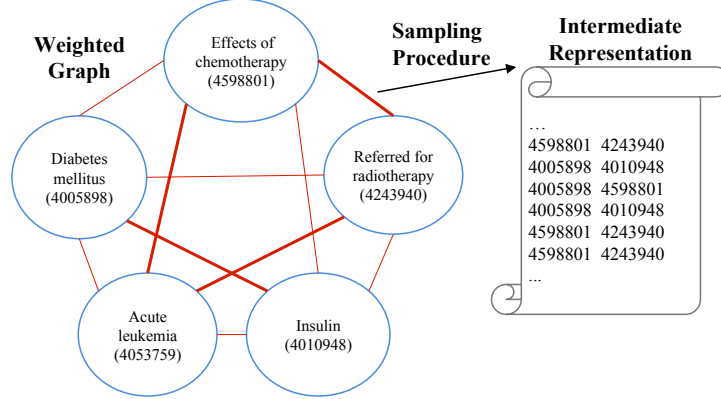 Weighted
Graph
Effects of
chemotherapy
(4598801)
Sampling
Procedure
Intermediate
Representation
Diabetes
mellitus
(4005898)
Referred for
radiotherapy
(4243940)
Acute
leukemia
(4053759)
Insulin
(4010948)
...
4598801 4243940
4005898 4010948
4005898 4598801
4005898 4010948
4598801 4243940
4598801 4243940
...